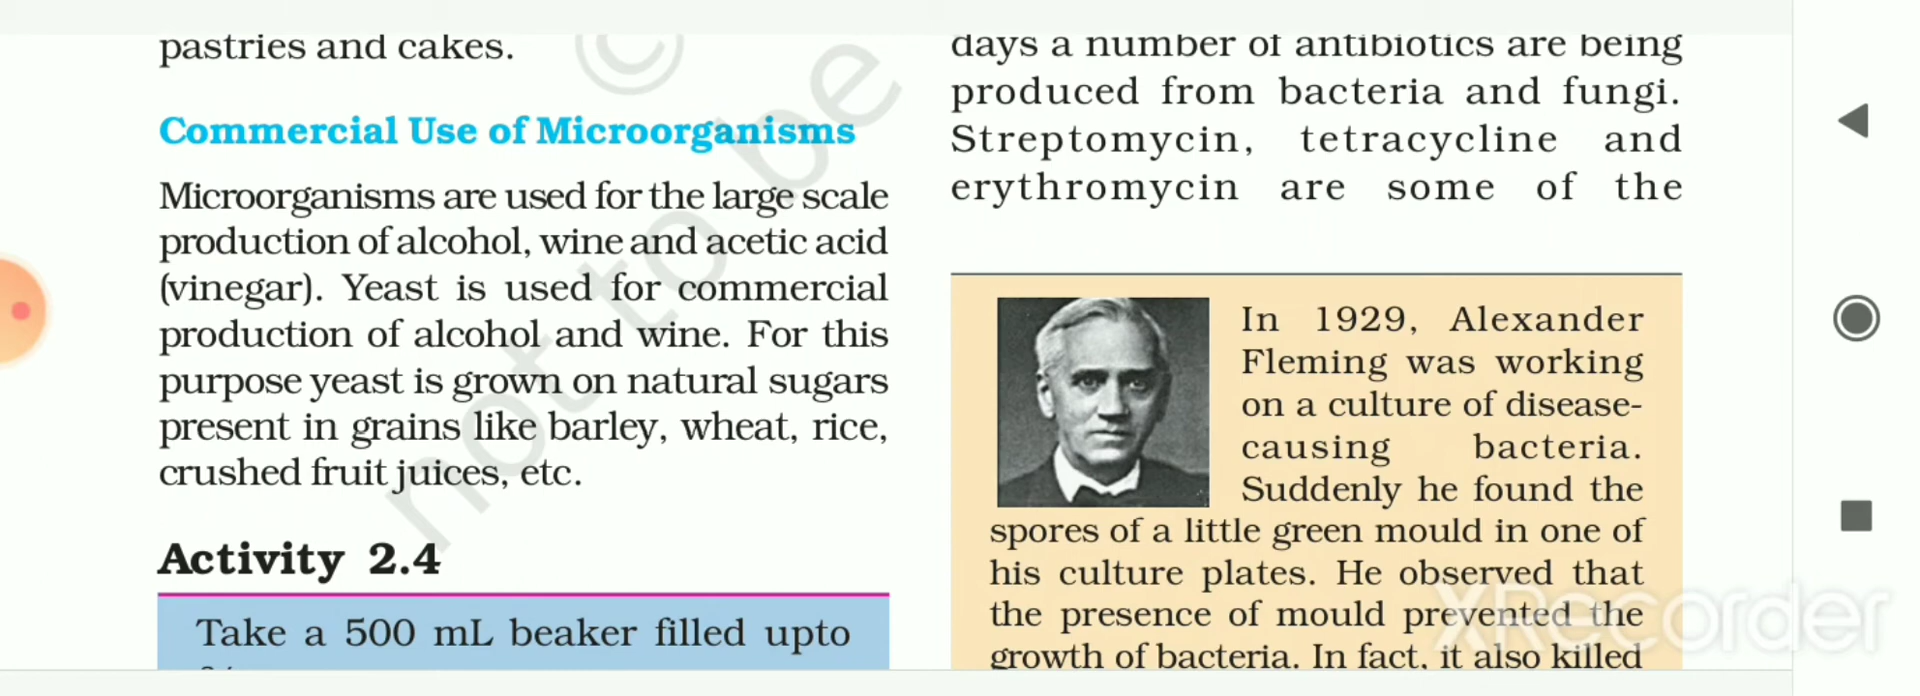 pastries and cakes.
Commercial Use of Microorganisms
Microorganisms are used for the large scale
production of alcohol, wine and acetic acid
(vinegar). Yeast is used for commercial
production of alcohol and wine. For this
purpose yeast is grown on natural sugars
present in grains like barley, wheat, rice,
crushed fruit juices, etc.
Activity 2.4
Take a 500 mL beaker filled upto
days a number of antibiotics are being
produced from bacteria and fungi.
Streptomycin, tetracycline and
erythromycin are some of the
In 1929, Alexander
Fleming was working
on a culture of disease-
causing bacteria.
Suddenly he found the
spores of a little green mould in one of
his culture plates. He observed that
the presence of mould prevented the
growth of bacteria. In fact, it also killed
©
not to be
XRecorder